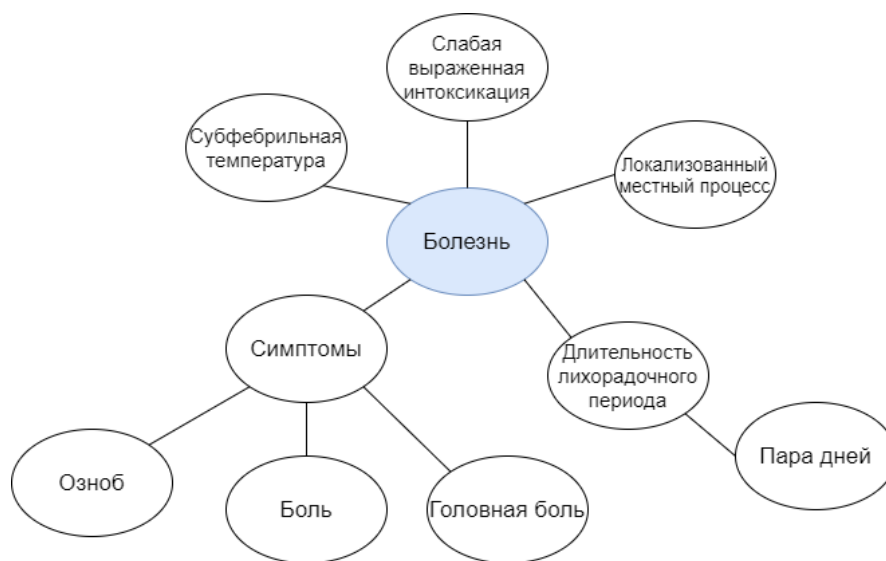 Слабая
выраженная
интоксикация
Субфебрильная
температура
Локализованный
местный процесс
Болезнь
Симптомы
Длительность
лихорадочного
периода
Озноб
Боль
Головная боль
Пара дней